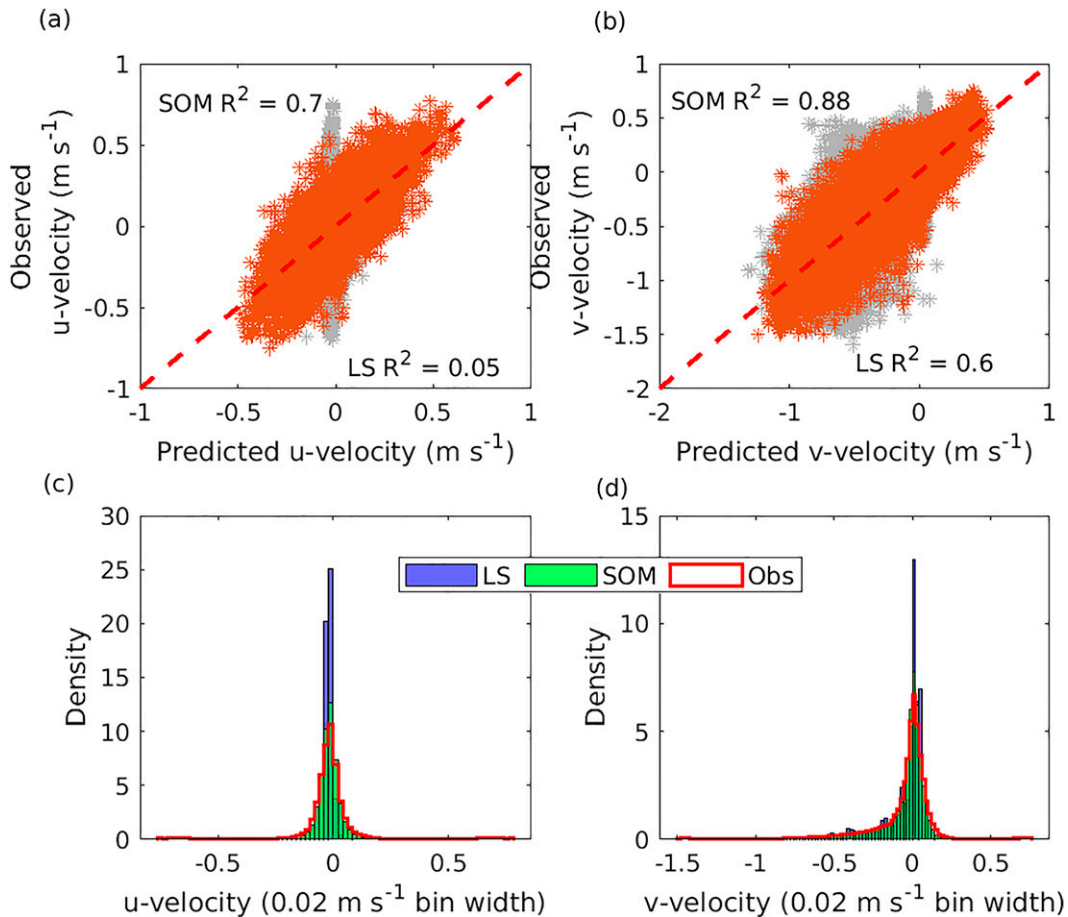 (a)
Observed
u-velocity (m s⁻¹)
1
0.5
0
-0.5
-1
SOM R² = 0.7
LS R² = 0.05
-1 -0.5 0 0.5 1
Predicted u-velocity (m s⁻¹)
(b)
Observed
v-velocity (m s⁻¹)
1
0.5
0
-0.5
-1
-1.5
-2
SOM R² = 0.88
LS R² = 0.6
-2 -1 0 1
Predicted v-velocity (m s⁻¹)
(c)
Density
30
25
20
15
10
5
0
-0.5 0 0.5
u-velocity (0.02 m s⁻¹ bin width)
LS SOM Obs
(d)
Density
15
10
5
0
-1.5 -1 -0.5 0 0.5
v-velocity (0.02 m s⁻¹ bin width)